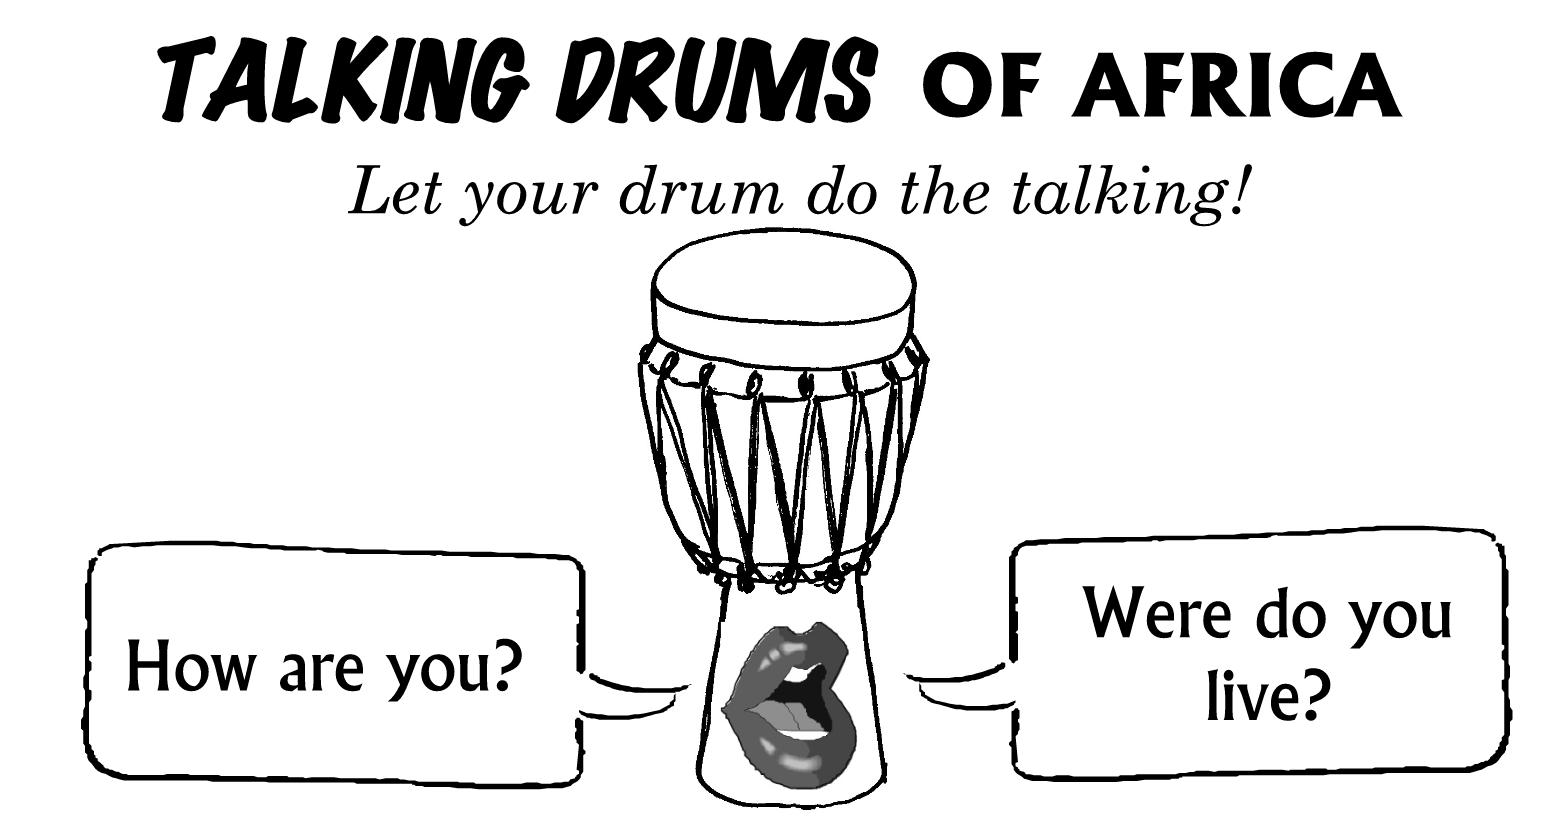 TALKING DRUMS OF AFRICA
Let your drum do the talking!
How are you?
Were do you
live?